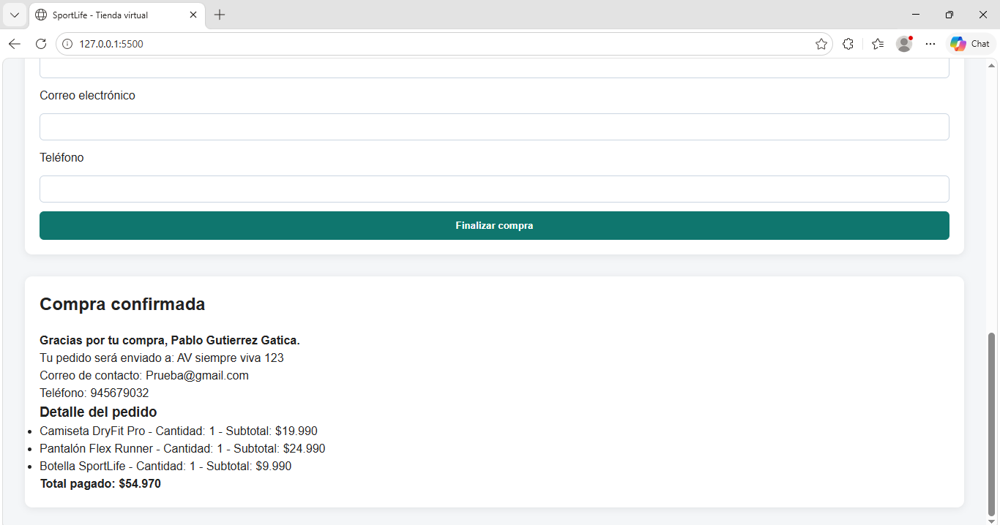 SportLife - Tienda virtual
127.0.0.1:5500
Chat
Correo electrónico
Teléfono
Finalizar compra
Compra confirmada
Gracias por tu compra, Pablo Gutierrez Gatica.
Tu pedido será enviado a: AV siempre viva 123
Correo de contacto: Prueba@gmail.com
Teléfono: 945679032
Detalle del pedido
• Camiseta DryFit Pro - Cantidad: 1 - Subtotal: $19.990
• Pantalón Flex Runner - Cantidad: 1 - Subtotal: $24.990
• Botella SportLife - Cantidad: 1 - Subtotal: $9.990
Total pagado: $54.970